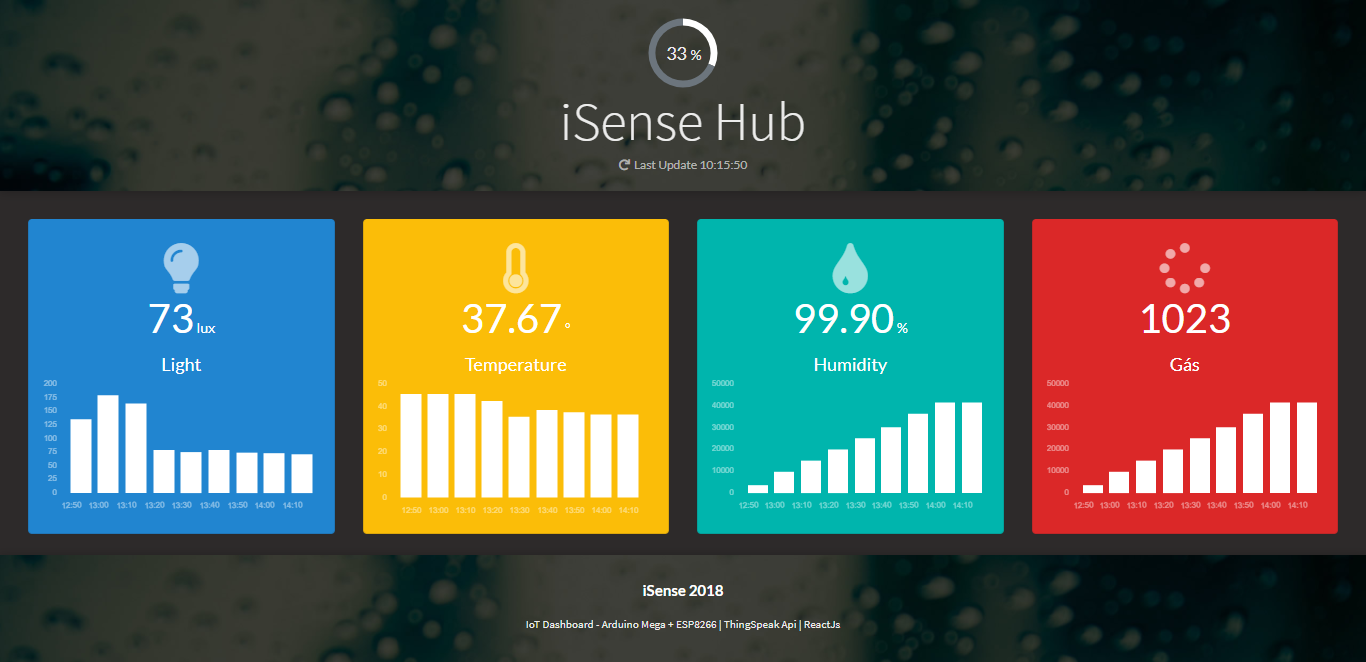 33 %
iSense Hub
Last Update 10:15:50
73 lux
Light
200
175
150
125
100
75
50
25
0
12:50 13:00 13:10 13:20 13:30 13:40 13:50 14:00 14:10
37.67 °
Temperature
50
40
30
20
10
0
12:50 13:00 13:10 13:20 13:30 13:40 13:50 14:00 14:10
99.90 %
Humidity
50000
40000
30000
20000
10000
0
12:50 13:00 13:10 13:20 13:30 13:40 13:50 14:00 14:10
1023
Gás
50000
40000
30000
20000
10000
0
12:50 13:00 13:10 13:20 13:30 13:40 13:50 14:00 14:10
iSense 2018
IoT Dashboard - Arduino Mega + ESP8266 | ThingSpeak Api | ReactJs